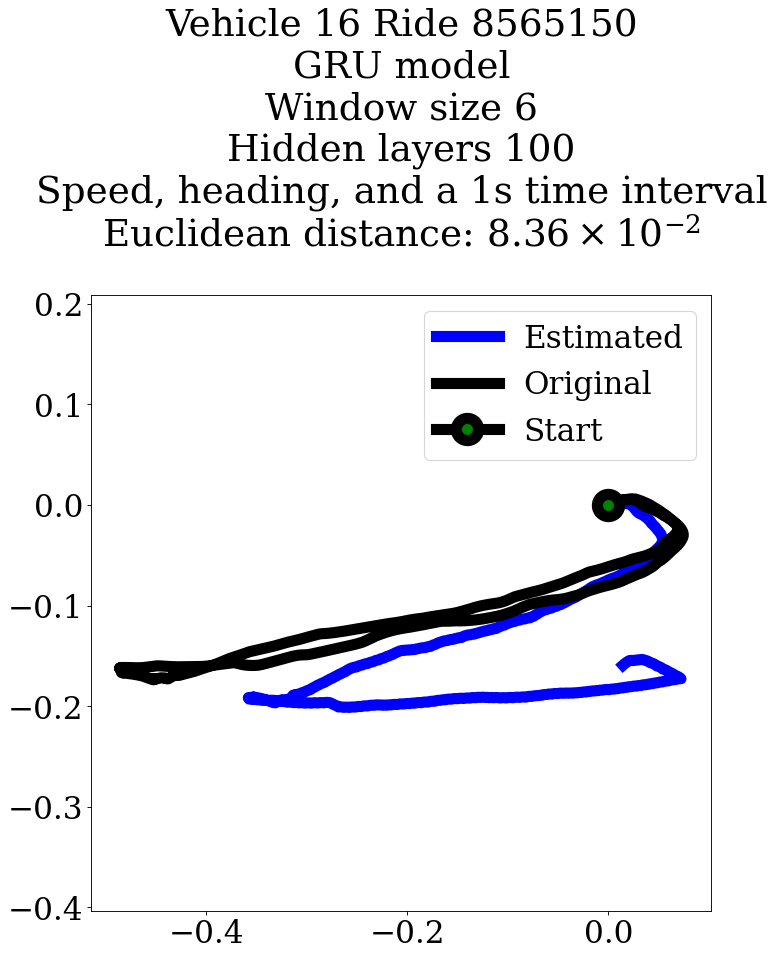 Vehicle 16 Ride 8565150
GRU model
Window size 6
Hidden layers 100
Speed, heading, and a 1s time interval
Euclidean distance: 8.36 × 10⁻²
0.2
0.1
0.0
−0.1
−0.2
−0.3
−0.4
Estimated
Original
Start
−0.4
−0.2
0.0